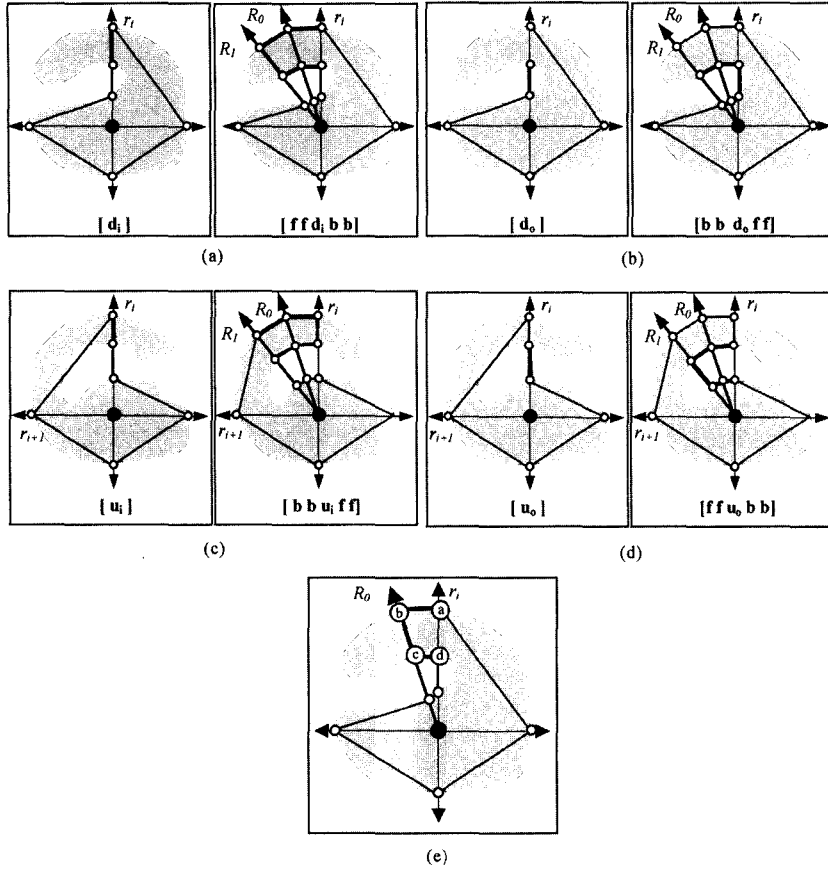 r_i R_0 r_i r_i R_0 r_i
R_1 R_1
[ d_i ] [ f f d_i b b] [ d_o ] [b b d_o f f]
(a) (b)
r_i R_0 r_i r_i R_0 r_i
R_1 R_1
r_{i+1} r_{i+1} r_{i+1} r_{i+1}
[ u_i ] [ b b u_i f f] [ u_o ] [f f u_o b b]
(c) (d)
R_0 r_i
b a
c d
(e)